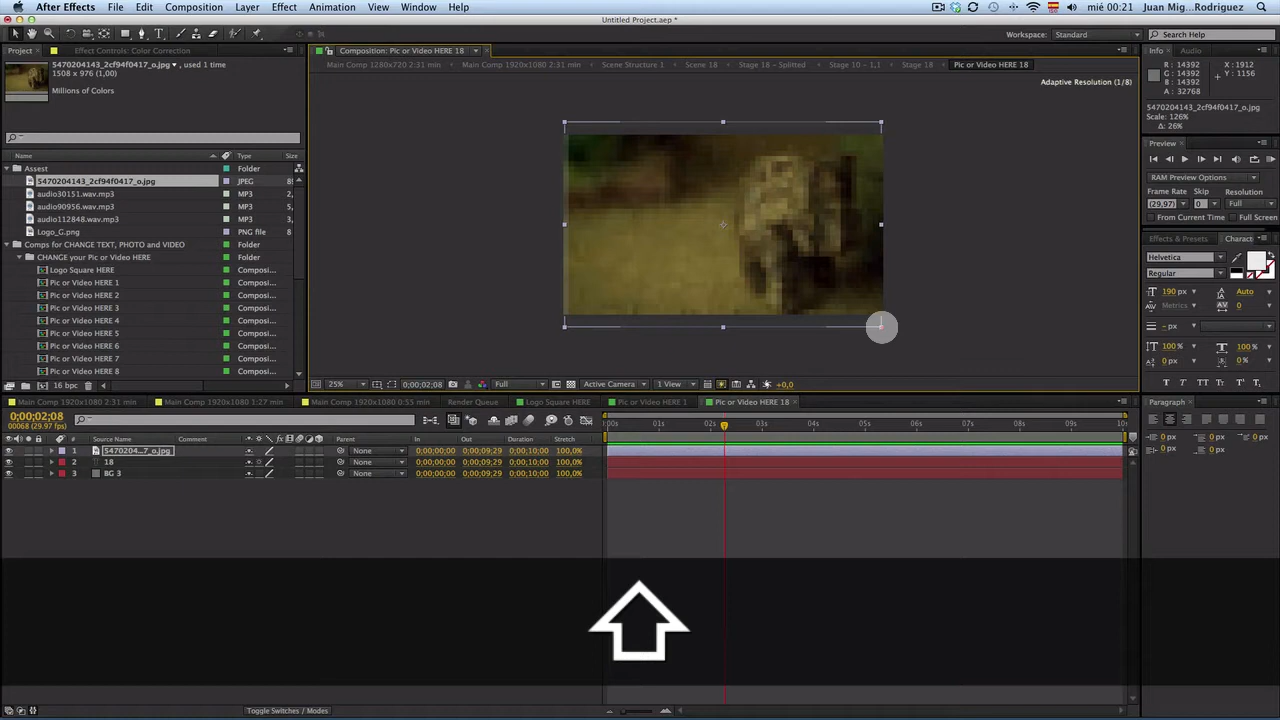 After Effects File Edit Composition Layer Effect Animation View Window Help mié 00:21 Juan Mig...Rodriguez
Untitled Project.aep *
Workspace: Standard Search Help
Project Effect Controls: Color Correction
Composition: Pic or Video HERE 18
Info Audio
5470204143_2cf94f0417_o.jpg , used 1 time
1508 x 976 (1,00)
Millions of Colors
Main Comp 1280x720 2:31 min Main Comp 1920x1080 2:31 min Scene Structure 1 Scene 18 Stage 18 – Splitted Stage 10 – 1,1 Stage 18 Pic or Video HERE 18
Adaptive Resolution (1/8)
R: 14392
G: 14392
B: 14392
A: 32768
X: 1912
Y: 1156
5470204143_2cf94f0417_o.jpg
Scale: 126%
Δ: 26%
Preview
RAM Preview Options
Frame Rate Skip Resolution
(29,97) 0 Full
From Current Time Full Screen
Name Type Size
Assest Folder
5470204143_2cf94f0417_o.jpg JPEG
audio30151.wav.mp3 MP3 2,
audio90956.wav.mp3 MP3 3,
audio112848.wav.mp3 MP3 3,
Logo_G.png PNG file 8
Comps for CHANGE TEXT, PHOTO and VIDEO Folder
CHANGE your Pic or Video HERE Folder
Logo Square HERE Composi...
Pic or Video HERE 1 Composi...
Pic or Video HERE 2 Composi...
Pic or Video HERE 3 Composi...
Pic or Video HERE 4 Composi...
Pic or Video HERE 5 Composi...
Pic or Video HERE 6 Composi...
Pic or Video HERE 7 Composi...
Pic or Video HERE 8 Composi...
16 bpc
25% 0;00;02;08 Full Active Camera 1 View +0,0
Effects & Presets Charact
Helvetica
Regular
190 px Auto
Metrics 0
- px
100 % 100 %
0 px 0 %
T T TT Tt
Paragraph
0 px 0 px 0 px
0 px 0 px
Main Comp 1920x1080 2:31 min Main Comp 1920x1080 1:27 min Main Comp 1920x1080 0:55 min Render Queue Logo Square HERE Pic or Video HERE 1 Pic or Video HERE 18
0;00;02;08
00068 (29.97 fps)
Source Name Comment Parent In Out Duration Stretch
:00s 01s 02s 03s 04s 05s 06s 07s 08s 09s 10s
1 5470204...7_o.jpg None 0;00;00;00 0;00;09;29 0;00;10;00 100,0%
2 18 None 0;00;00;00 0;00;09;29 0;00;10;00 100,0%
3 BG 3 None 0;00;00;00 0;00;09;29 0;00;10;00 100,0%
Toggle Switches / Modes